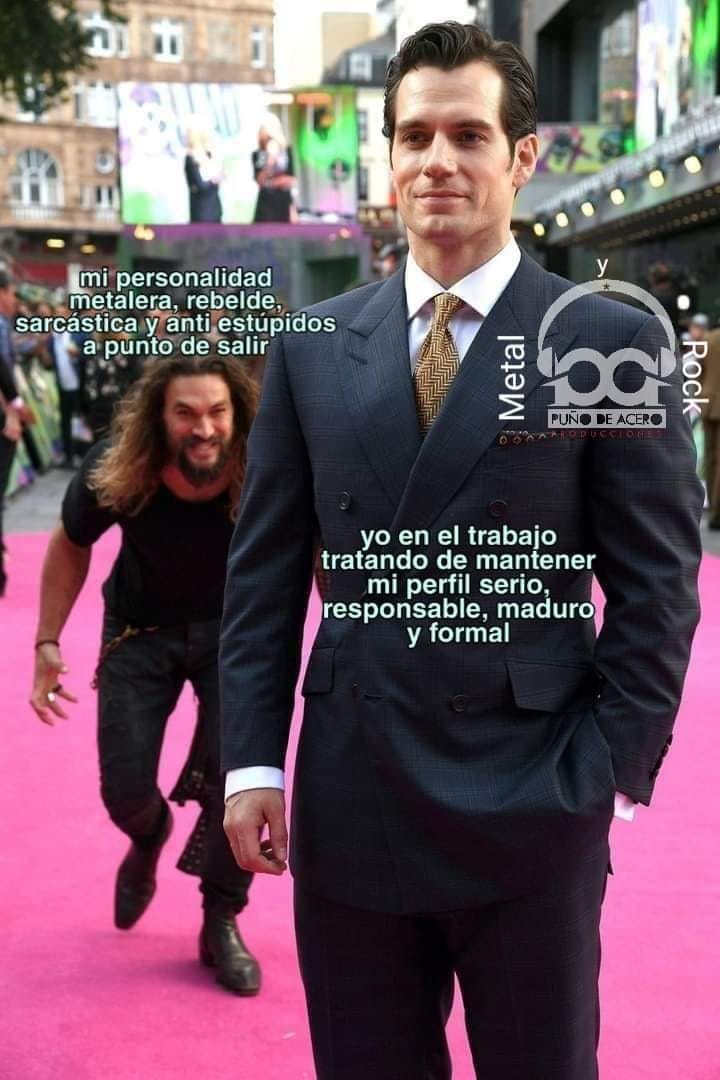 mi personalidad
metalera, rebelde,
sarcástica y anti estúpidos
a punto de salir
y
Metal
Rock
PUÑO DE ACERO
PRODUCCIONES
yo en el trabajo
tratando de mantener
mi perfil serio,
responsable, maduro
y formal